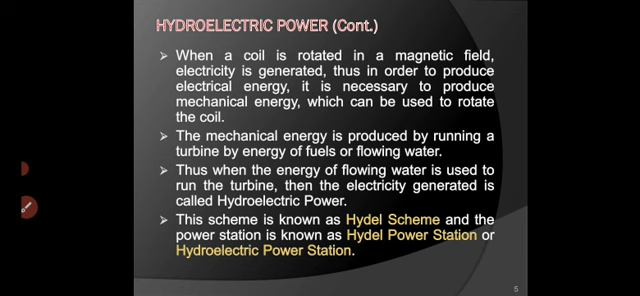 HYDROELECTRIC POWER (Cont.)
➢ When a coil is rotated in a magnetic field,
electricity is generated, thus in order to produce
electrical energy, it is necessary to produce
mechanical energy, which can be used to rotate
the coil.
➢ The mechanical energy is produced by running a
turbine by energy of fuels or flowing water.
➢ Thus when the energy of flowing water is used to
run the turbine, then the electricity generated is
called Hydroelectric Power.
➢ This scheme is known as Hydel Scheme and the
power station is known as Hydel Power Station or
Hydroelectric Power Station.
5